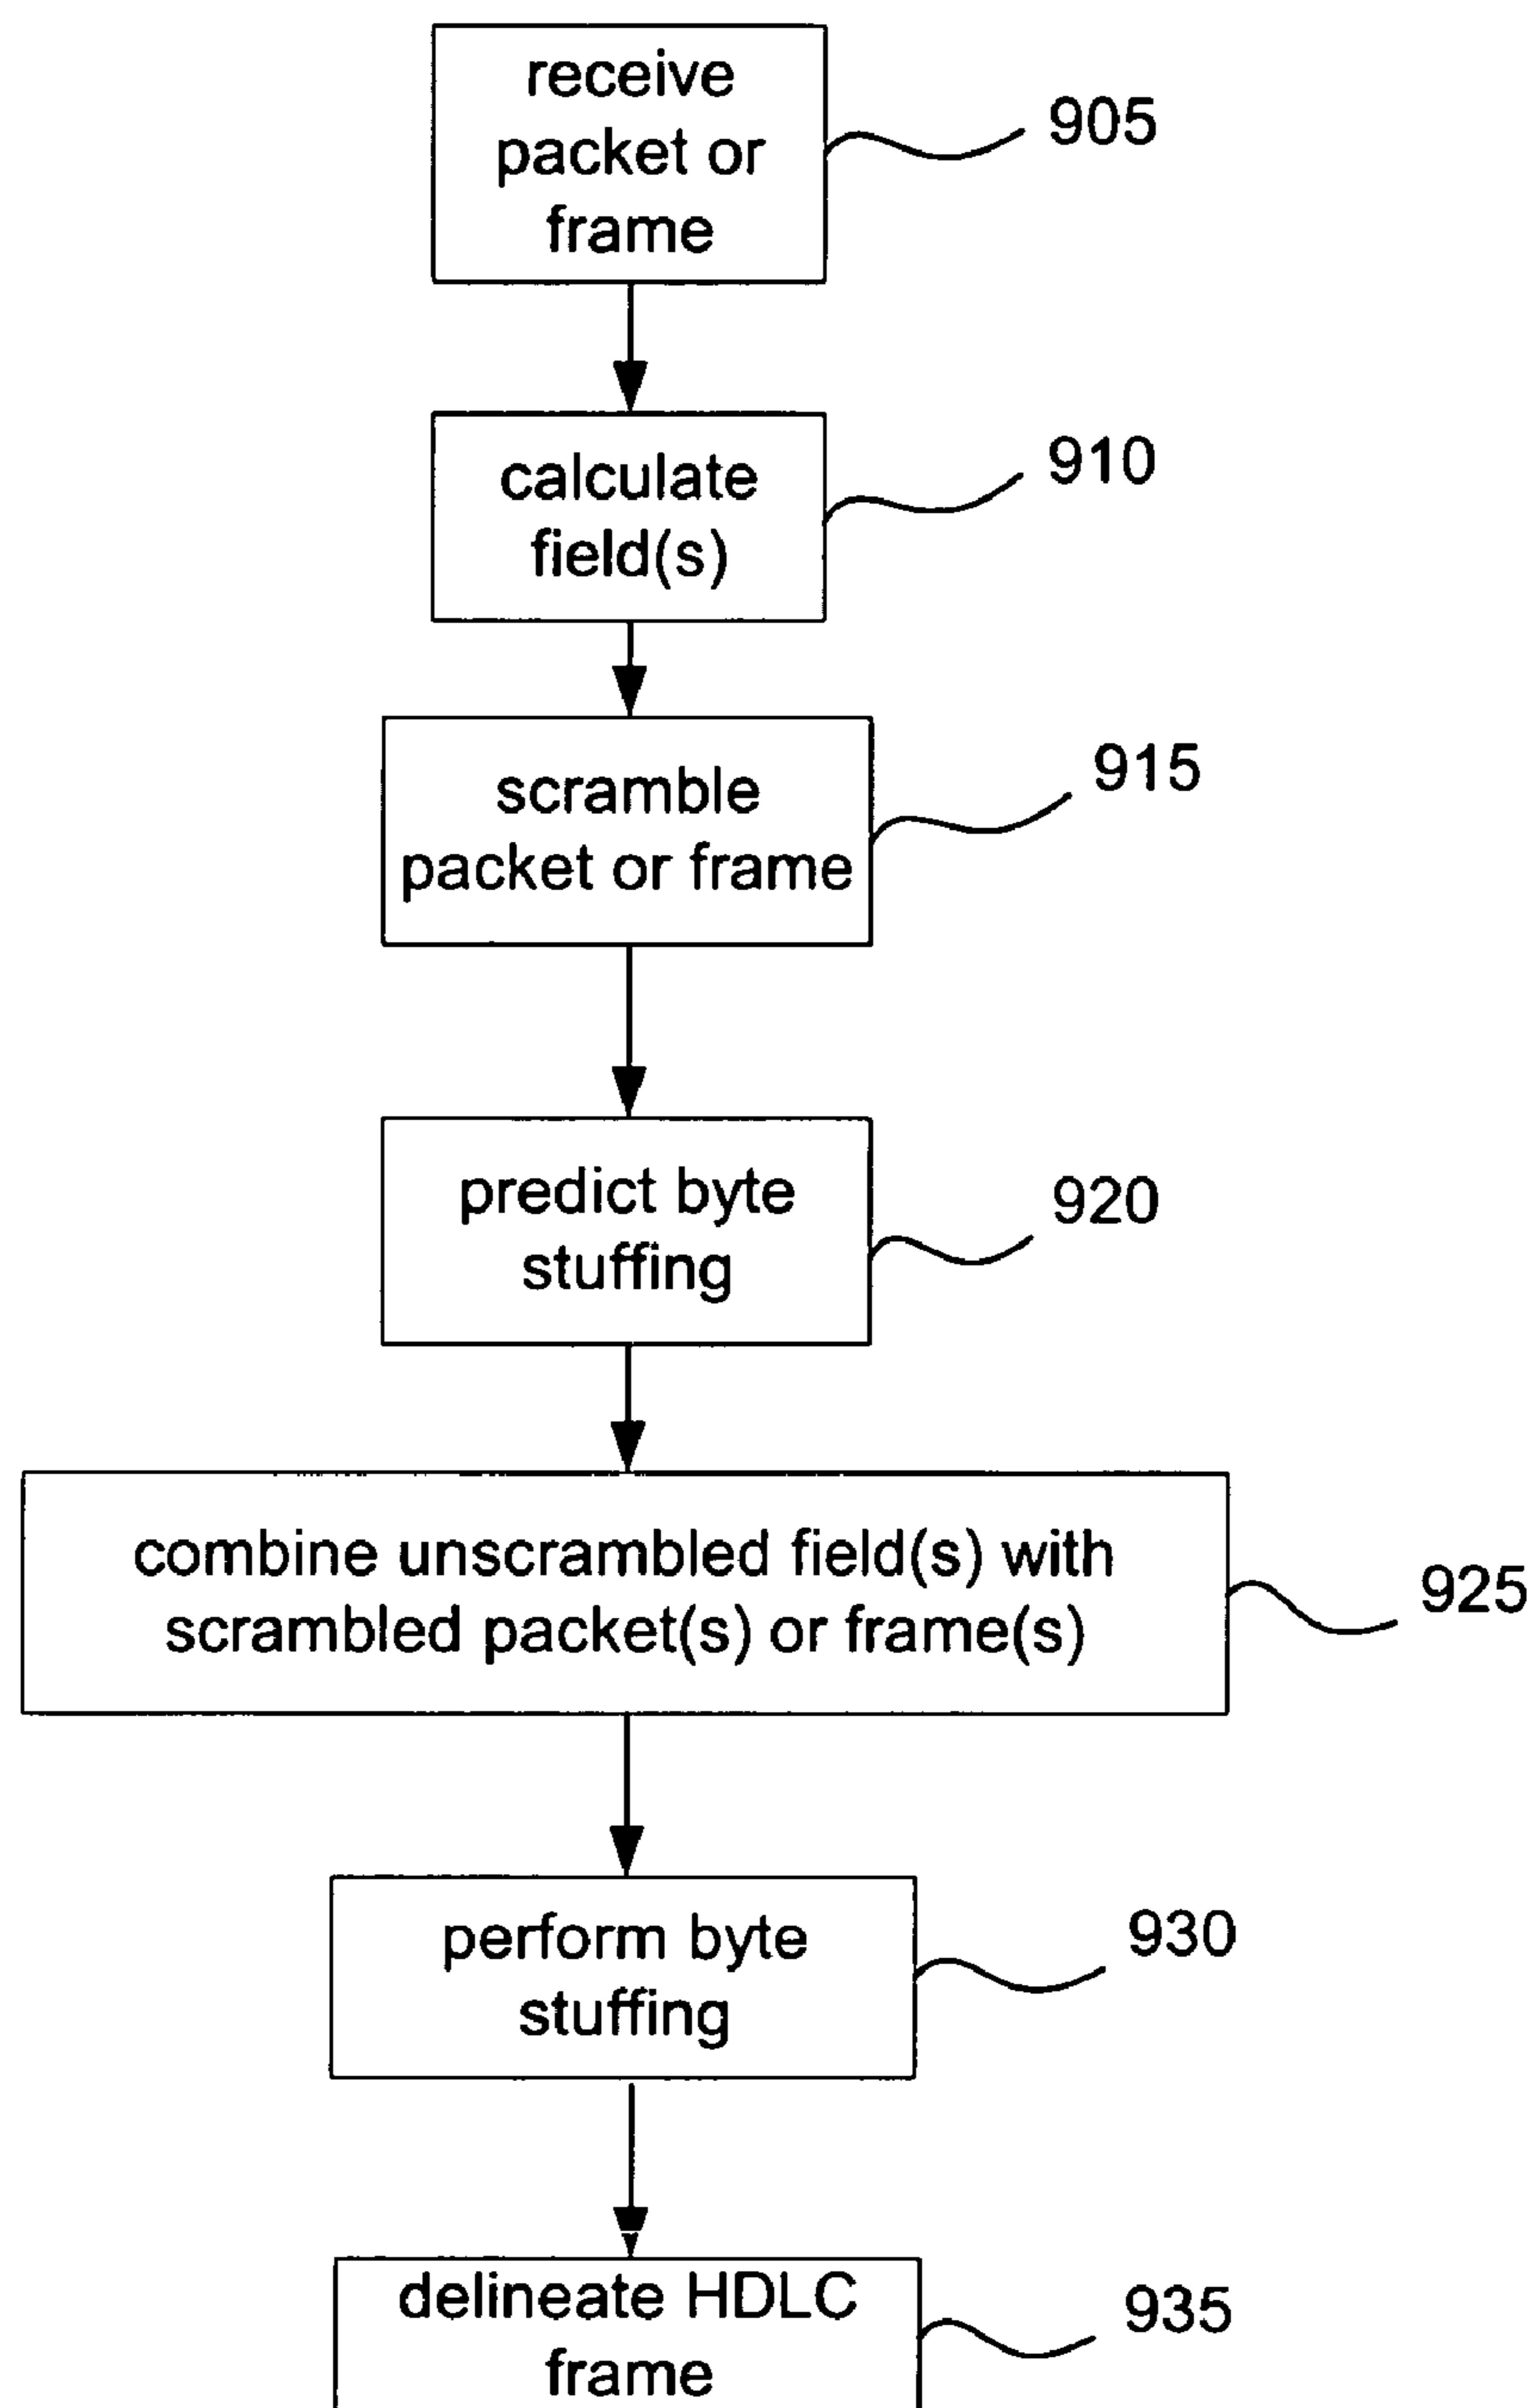 receive
packet or
frame
905
calculate
field(s)
910
scramble
packet or frame
915
predict byte
stuffing
920
combine unscrambled field(s) with
scrambled packet(s) or frame(s)
925
perform byte
stuffing
930
delineate HDLC
frame
935